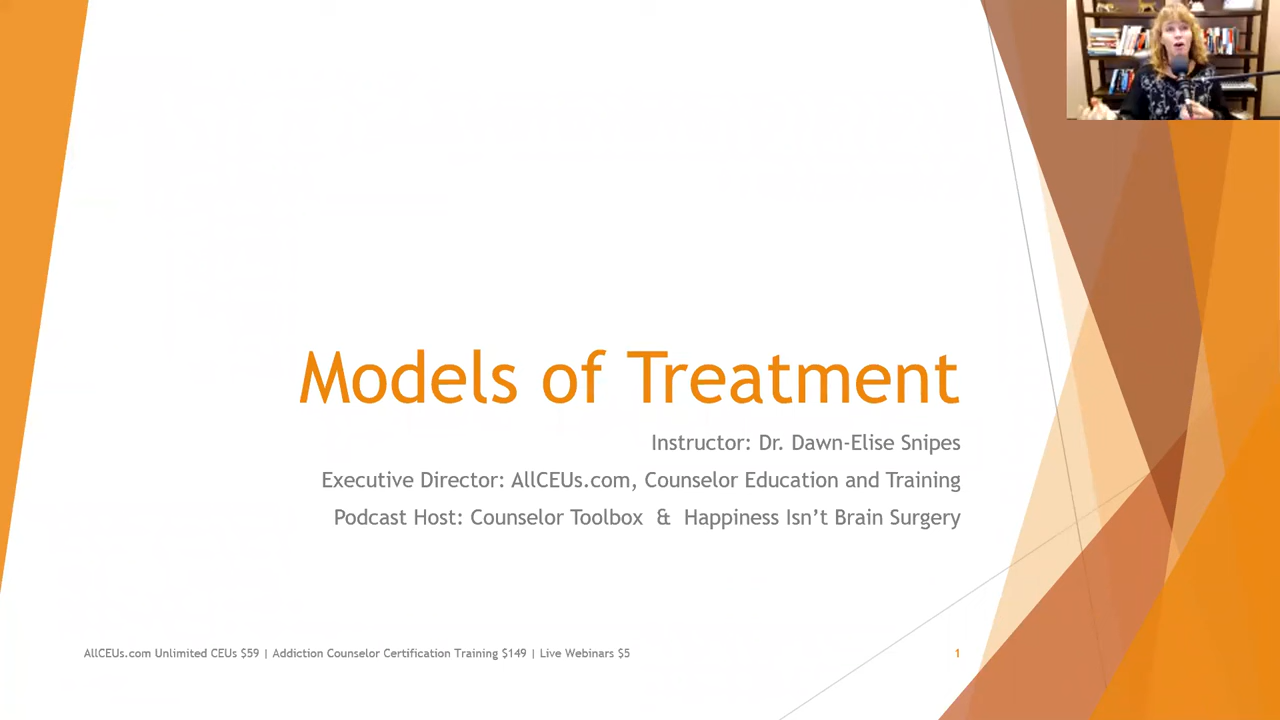 Models of Treatment
Instructor: Dr. Dawn-Elise Snipes
Executive Director: AllCEUs.com, Counselor Education and Training
Podcast Host: Counselor Toolbox & Happiness Isn’t Brain Surgery
AllCEUs.com Unlimited CEUs $59 | Addiction Counselor Certification Training $149 | Live Webinars $5
1